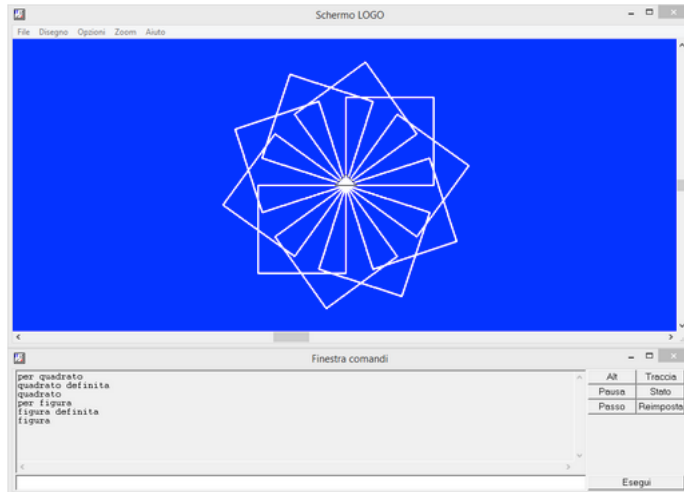 Schermo LOGO
File Disegno Opzioni Zoom Aiuto
Finestra comandi
per quadrato
quadrato definita
quadrato
per figura
figura definita
figura
Alt Traccia
Pausa Stato
Passo Reimposta
Esegui